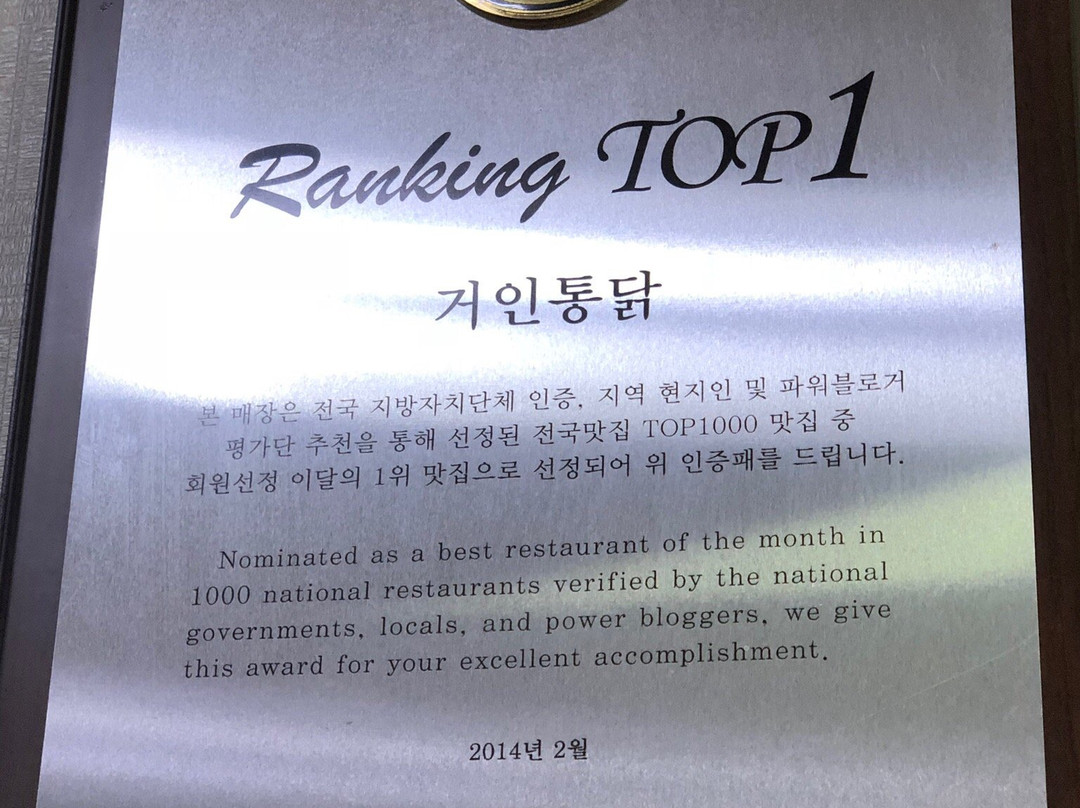 Ranking TOP1
거인통닭
본 매장은 전국 지방자치단체 인증, 지역 현지인 및 파워블로거
평가단 추천을 통해 선정된 전국맛집 TOP1000 맛집 중
회원선정 이달의 1위 맛집으로 선정되어 위 인증패를 드립니다.
Nominated as a best restaurant of the month in
1000 national restaurants verified by the national
governments, locals, and power bloggers, we give
this award for your excellent accomplishment.
2014년 2월